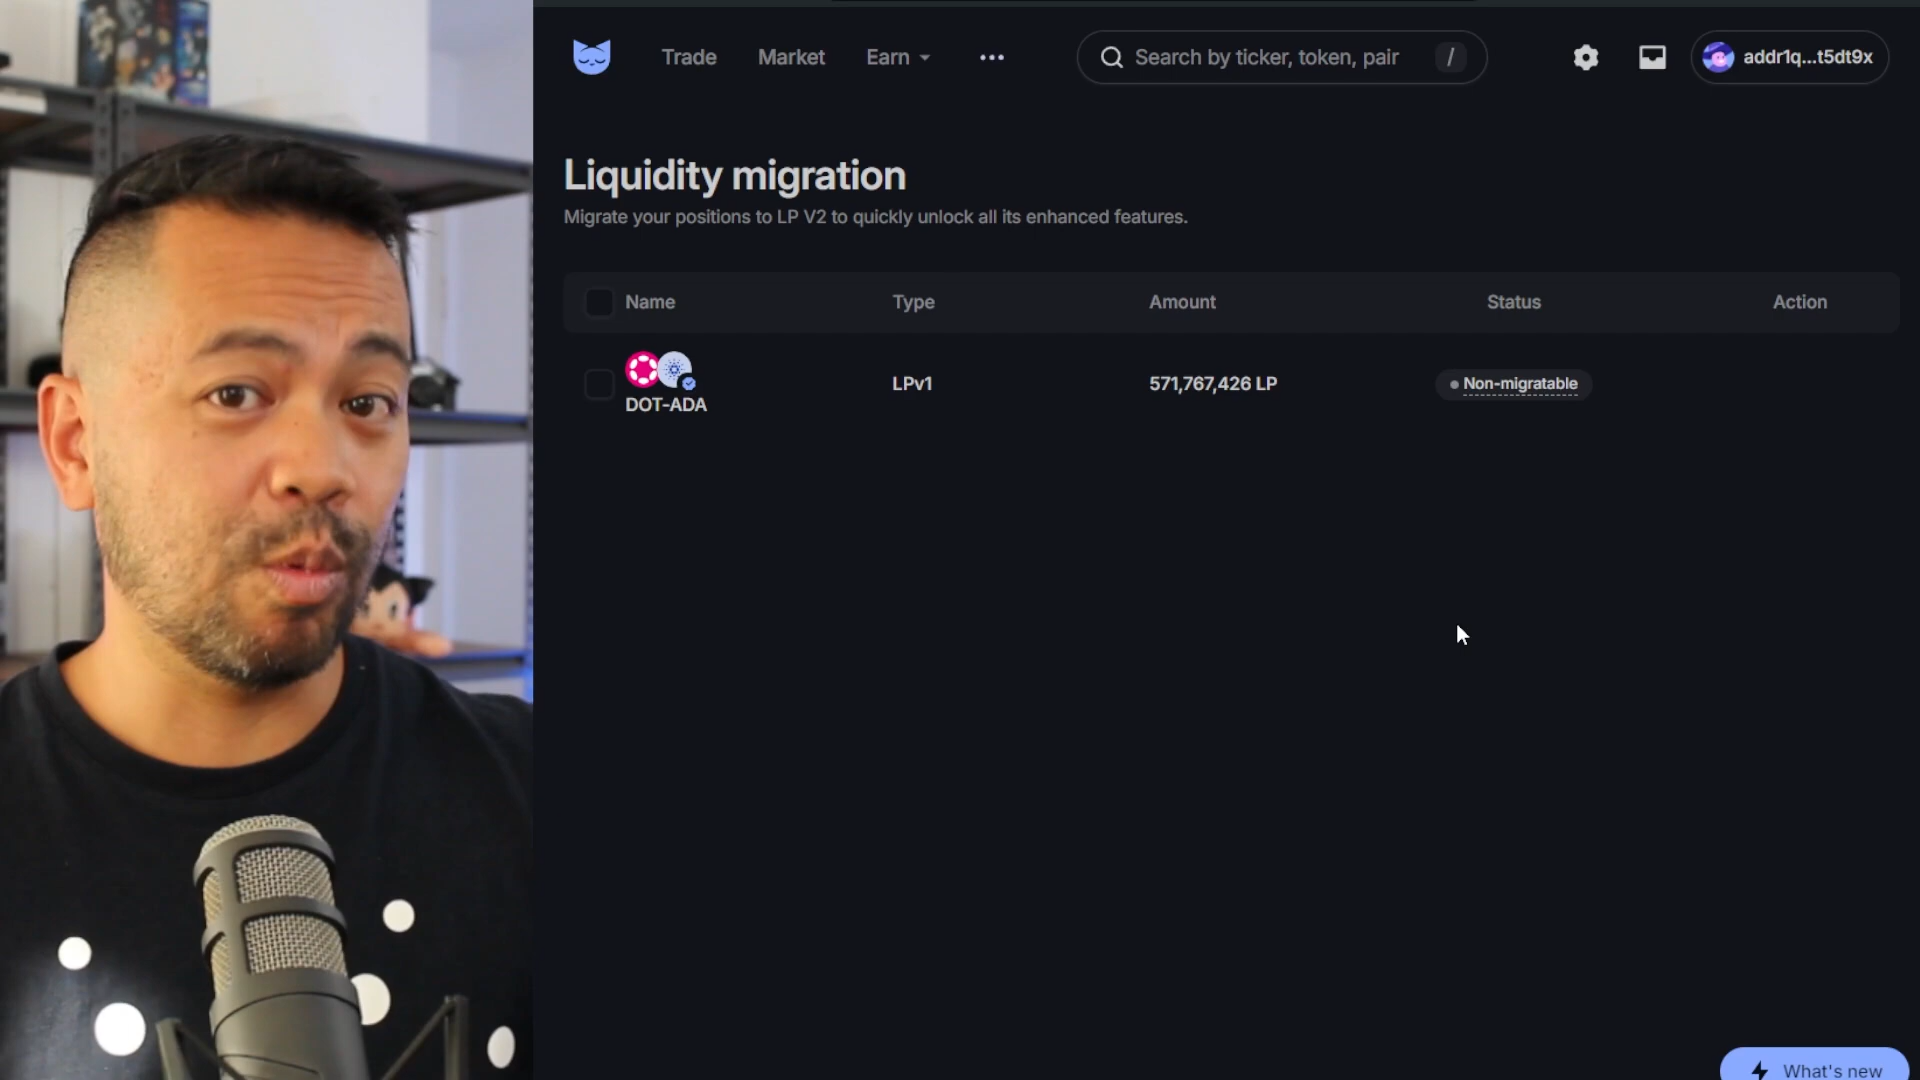 Trade Market Earn ... Search by ticker, token, pair / addr1q...t5dt9x
Liquidity migration
Migrate your positions to LP V2 to quickly unlock all its enhanced features.
Name Type Amount Status Action
DOT-ADA LPv1 571,767,426 LP Non-migratable
What's new